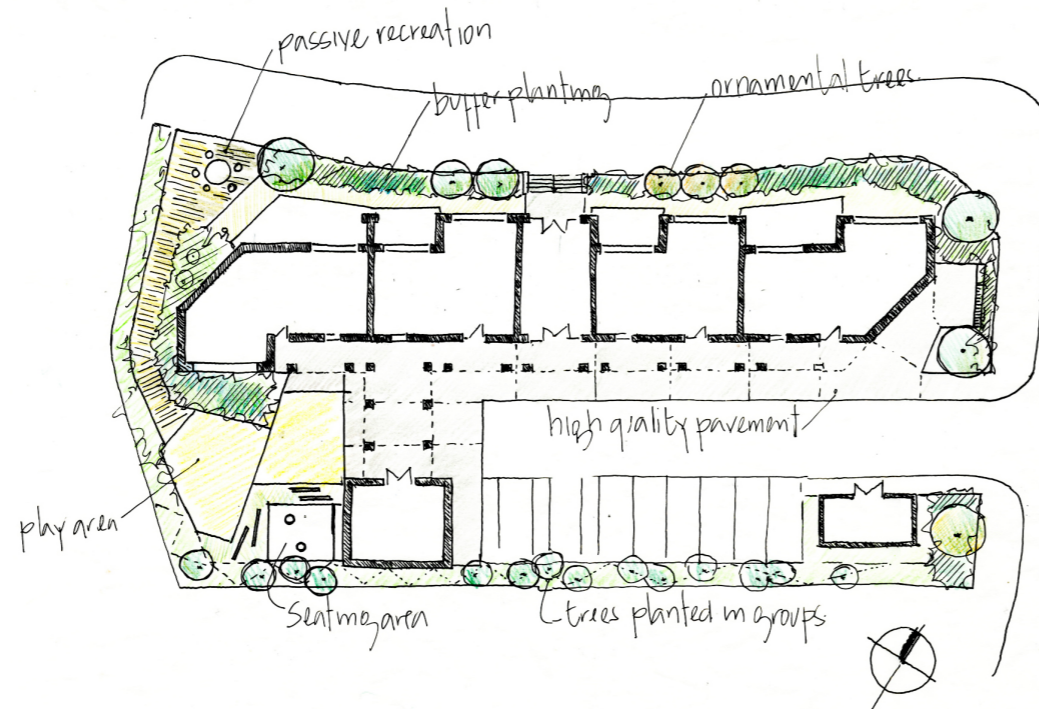 passive recreation
buffer planting
ornamental trees
high quality pavement
play area
Seating area
trees planted in groups